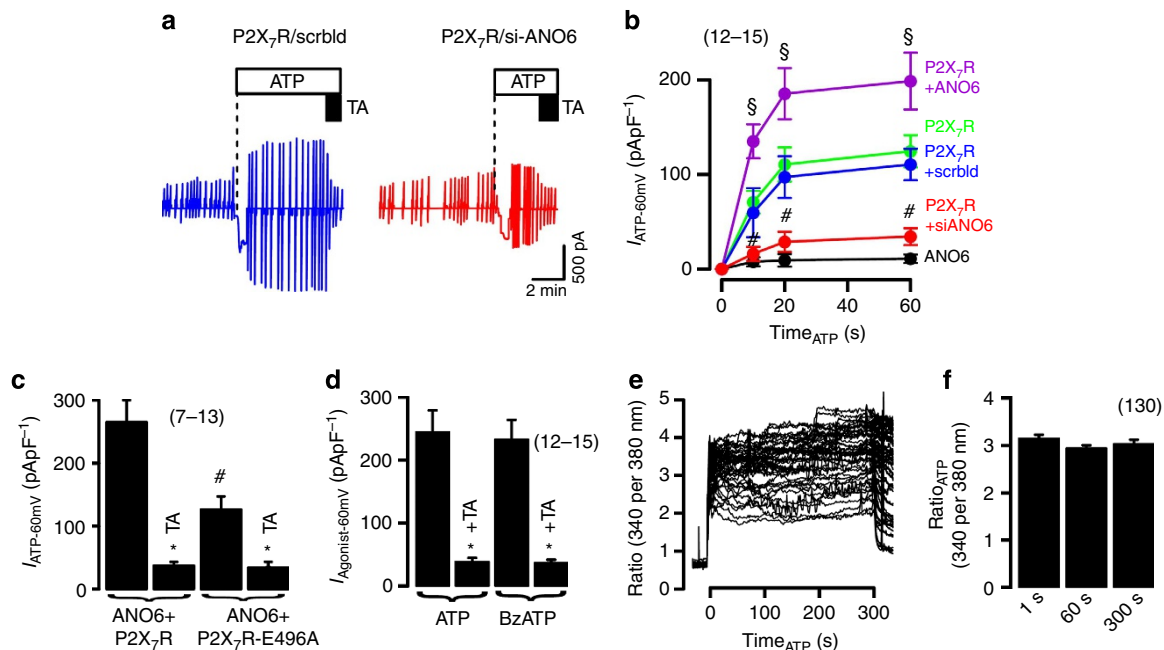 a
P2X7R/scrbld
ATP
TA
P2X7R/si-ANO6
ATP
TA
500 pA
2 min
b
(12–15)
IATP-60mV (pApF−1)
200
100
0
0 20 40 60
TimeATP (s)
§
§
§
#
#
#
P2X7R
+ANO6
P2X7R
P2X7R
+scrbld
P2X7R
+siANO6
ANO6
c
IATP-60mV (pApF−1)
300
200
100
0
(7–13)
TA
*
#
TA
*
ANO6+
P2X7R
ANO6+
P2X7R-E496A
d
IAgonist-60mV (pApF−1)
300
200
100
0
(12–15)
+TA
*
+TA
*
ATP
BzATP
e
Ratio (340 per 380 nm)
5
4
3
2
1
0
0 100 200 300
TimeATP (s)
f
RatioATP
(340 per 380 nm)
4
3
2
1
0
(130)
1 s
60 s
300 s